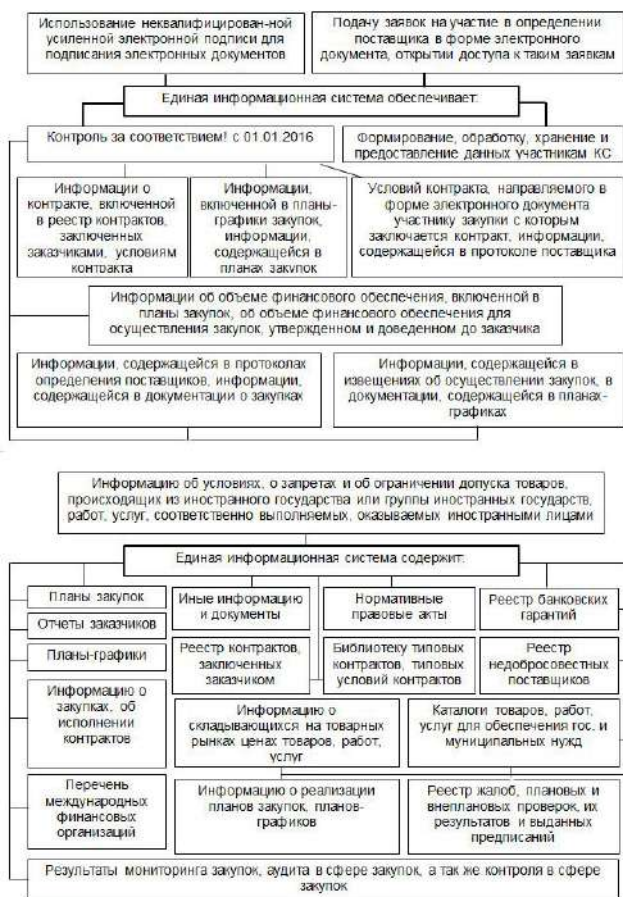 Использование неквалифицирован-ной
усиленной электронной подписи для
подписания электронных документов
Подачу заявок на участие в определении
поставщика в форме электронного
документа, открытии доступа к таким заявкам
Единая информационная система обеспечивает:
Контроль за соответствием! с 01.01.2016
Формирование, обработку, хранение и
предоставление данных участникам КС
Информации о
контракте, включенной
в реестр контрактов,
заключенных
заказчиками, условиям
контракта
Информации,
включенной в планы-
графики закупок,
информации,
содержащейся в
планах закупок
Условий контракта, направляемого в
форме электронного документа
участнику закупки с которым
заключается контракт, информации,
содержащейся в протоколе поставщика
Информации об объеме финансового обеспечения, включенной в
планы закупок, об объеме финансового обеспечения для
осуществления закупок, утвержденном и доведенном до заказчика
Информации, содержащейся в протоколах
определения поставщиков, информации,
содержащейся в документации о закупках
Информации, содержащейся в
извещениях об осуществлении закупок, в
документации, содержащейся в планах-
графиках
Информацию об условиях, о запретах и об ограничении допуска товаров,
происходящих из иностранного государства или группы иностранных государств,
работ, услуг, соответственно выполняемых, оказываемых иностранными лицами
Единая информационная система содержит:
Планы закупок
Отчеты заказчиков
Планы-графики
Информацию о
закупках, об
исполнении
контрактов
Перечень
международных
финансовых
организаций
Иные информацию
и документы
Нормативные
правовые акты
Реестр банковских
гарантий
Реестр контрактов,
заключенных
заказчиком
Библиотеку типовых
контрактов, типовых
условий контрактов
Реестр
недобросовестных
поставщиков
Информацию о
складывающихся на товарных
рынках ценах товаров, работ,
услуг
Каталоги товаров, работ,
услуг для обеспечения гос. и
муниципальных нужд
Информацию о реализации
планов закупок, планов-
графиков
Реестр жалоб, плановых и
внеплановых проверок, их
результатов и выданных
предписаний
Результаты мониторинга закупок, аудита в сфере закупок, а так же контроля в сфере
закупок